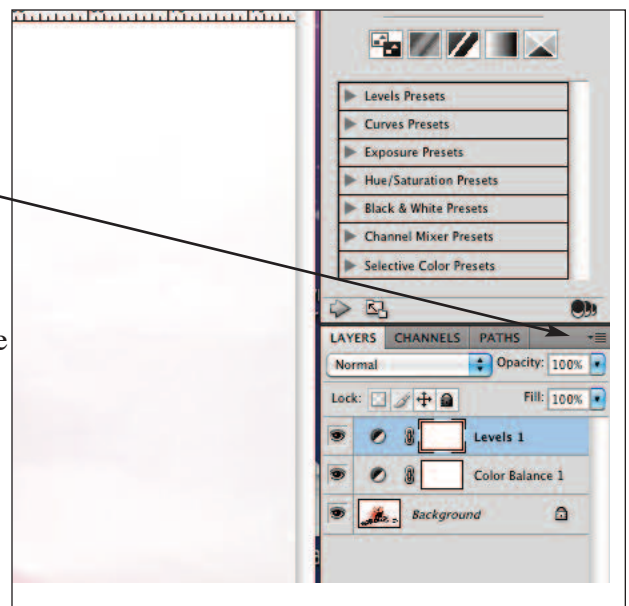 Levels Presets
Curves Presets
Exposure Presets
Hue/Saturation Presets
Black & White Presets
Channel Mixer Presets
Selective Color Presets
e
LAYERS CHANNELS PATHS
Normal Opacity: 100%
Lock: Fill: 100%
Levels 1
Color Balance 1
Background